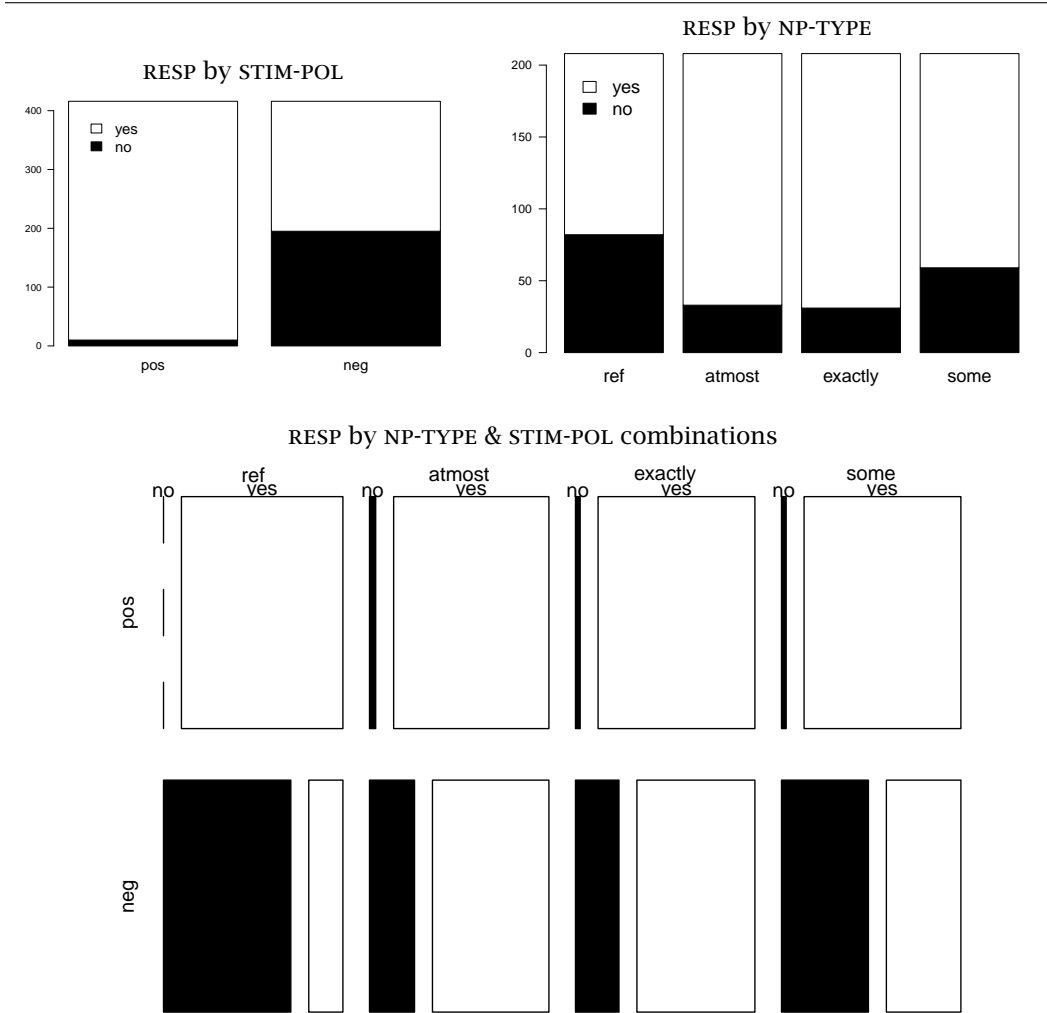 RESP by STIM-POL
400
300
200
100
0
yes
no
pos neg
RESP by NP-TYPE
200
150
100
50
0
yes
no
ref atmost exactly some
RESP by NP-TYPE & STIM-POL combinations
ref atmost exactly some
no yes no yes no yes no yes
pos
neg